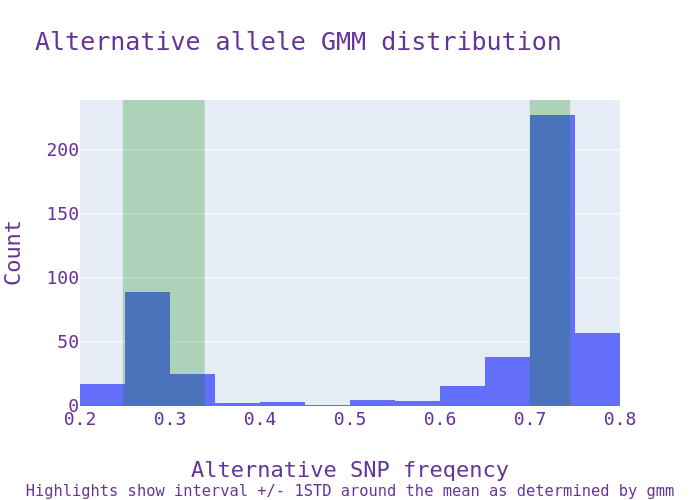 Alternative allele GMM distribution
Count
200
150
100
50
0
0.2 0.3 0.4 0.5 0.6 0.7 0.8
Alternative SNP freqency
Highlights show interval +/- 1STD around the mean as determined by gmm